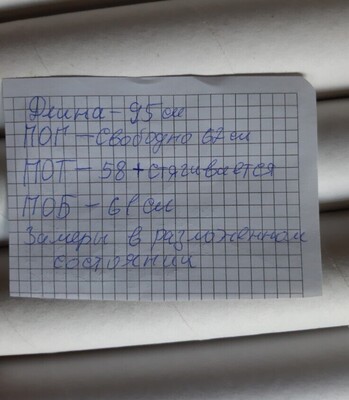 Длина - 95 см
ПОГ - свободно 62 см
ПОТ - 58 + стягивается
ПОБ - 61 см
Замеры в разложенном
состоянии